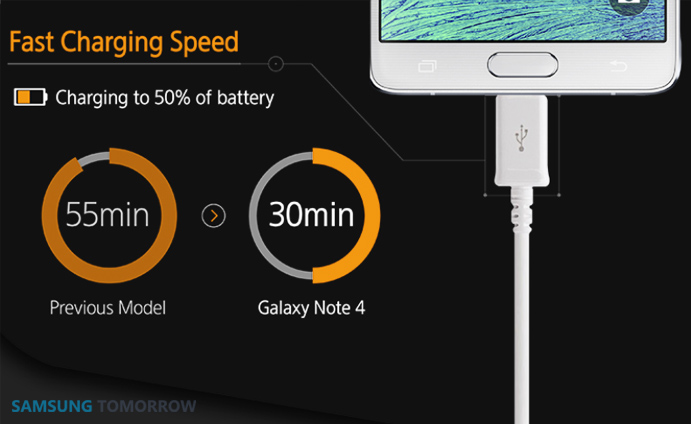 Fast Charging Speed
Charging to 50% of battery
55min
30min
Previous Model
Galaxy Note 4
SAMSUNG TOMORROW